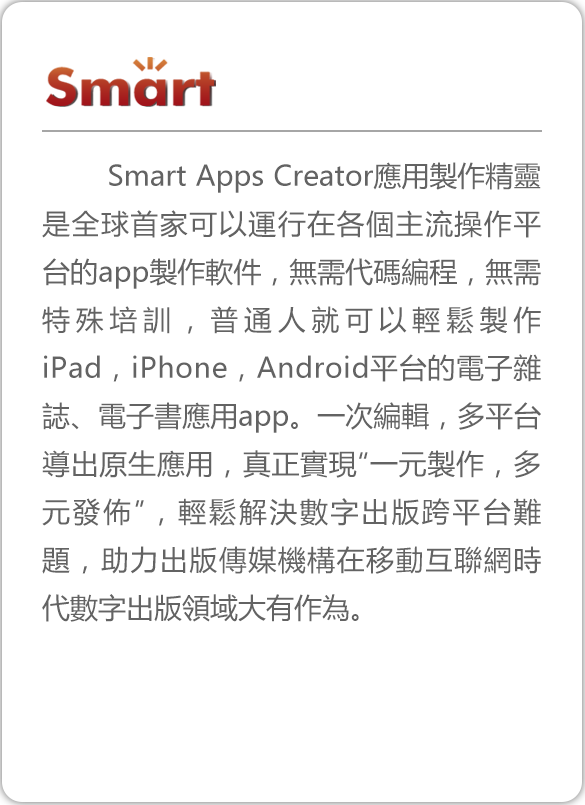 Smart
Smart Apps Creator應用製作精靈
是全球首家可以運行在各個主流操作平
台的app製作軟件，無需代碼編程，無需
特殊培訓，普通人就可以輕鬆製作
iPad，iPhone，Android平台的電子雜
誌、電子書應用app。一次編輯，多平台
導出原生應用，真正實現“一元製作，多
元發佈”，輕鬆解決數字出版跨平台難
題，助力出版傳媒機構在移動互聯網時
代數字出版領域大有作為。